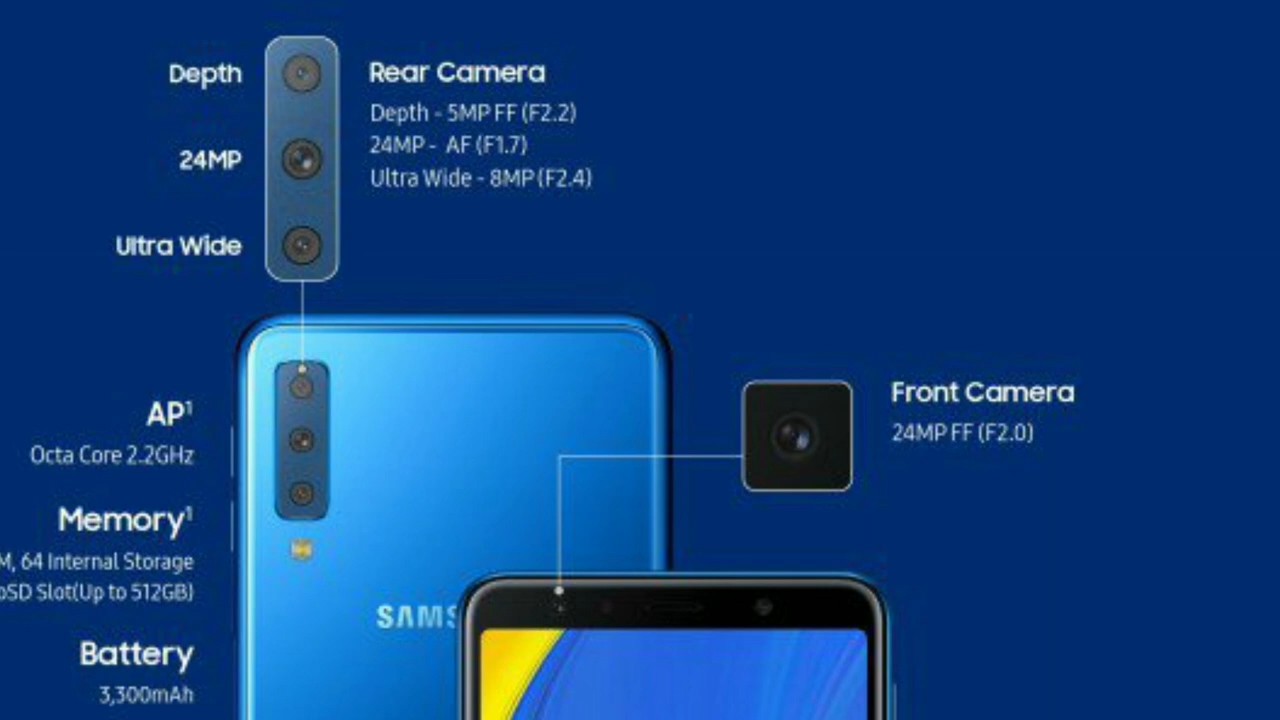 Depth
24MP
Ultra Wide
Rear Camera
Depth - 5MP FF (F2.2)
24MP - AF (F1.7)
Ultra Wide - 8MP (F2.4)
Front Camera
24MP FF (F2.0)
AP¹
Octa Core 2.2GHz
Memory¹
M, 64 Internal Storage
oSD Slot(Up to 512GB)
Battery
3,300mAh
SAMS